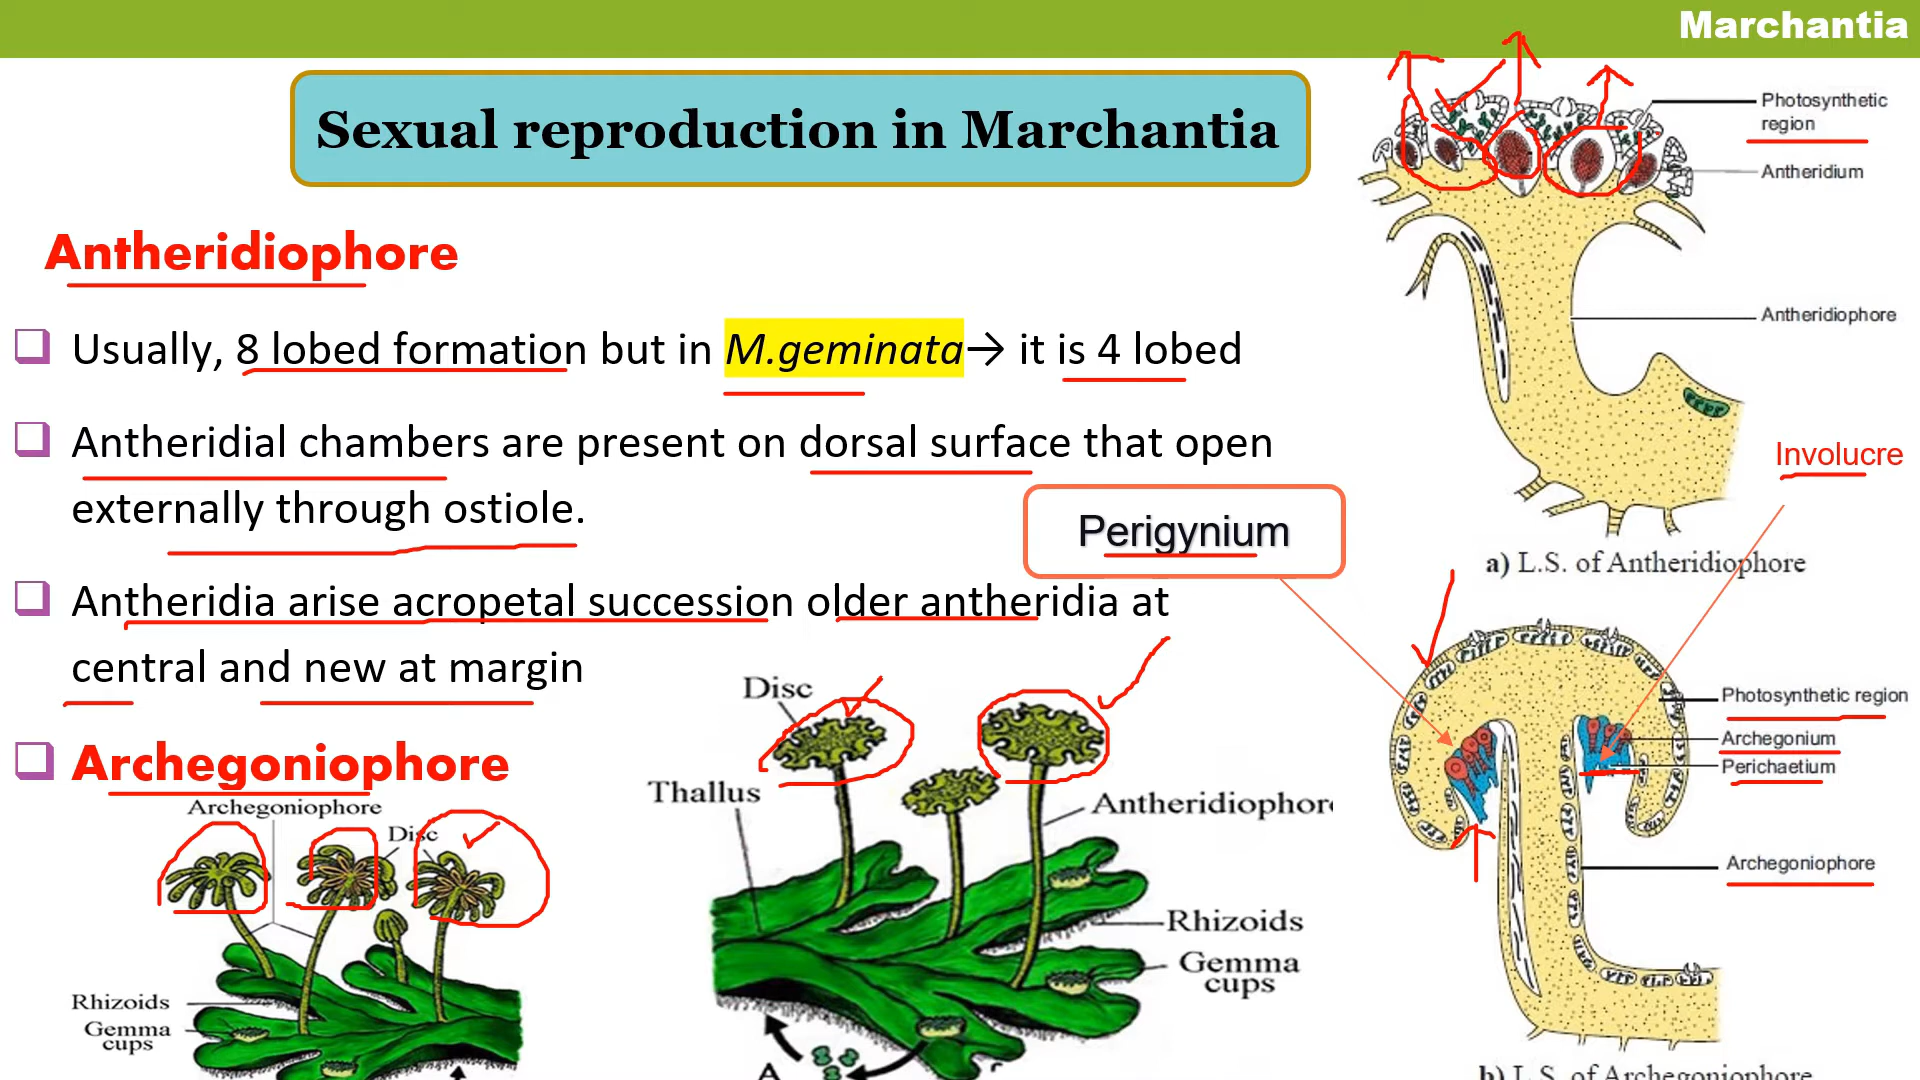 Marchantia
Sexual reproduction in Marchantia
Antheridiophore
Usually, 8 lobed formation but in M.geminata→ it is 4 lobed
Antheridial chambers are present on dorsal surface that open
externally through ostiole.
Antheridia arise acropetal succession older antheridia at
central and new at margin
Archegoniophore
Perigynium
Involucre
Photosynthetic
region
Antheridium
Antheridiophore
a) L.S. of Antheridiophore
Photosynthetic region
Archegonium
Perichaetium
Archegoniophore
b) L.S. of Archegoniophore
Archegoniophore
Disc
Rhizoids
Gemma
cups
Disc
Thallus
Antheridiophore
Rhizoids
Gemma
cups
A